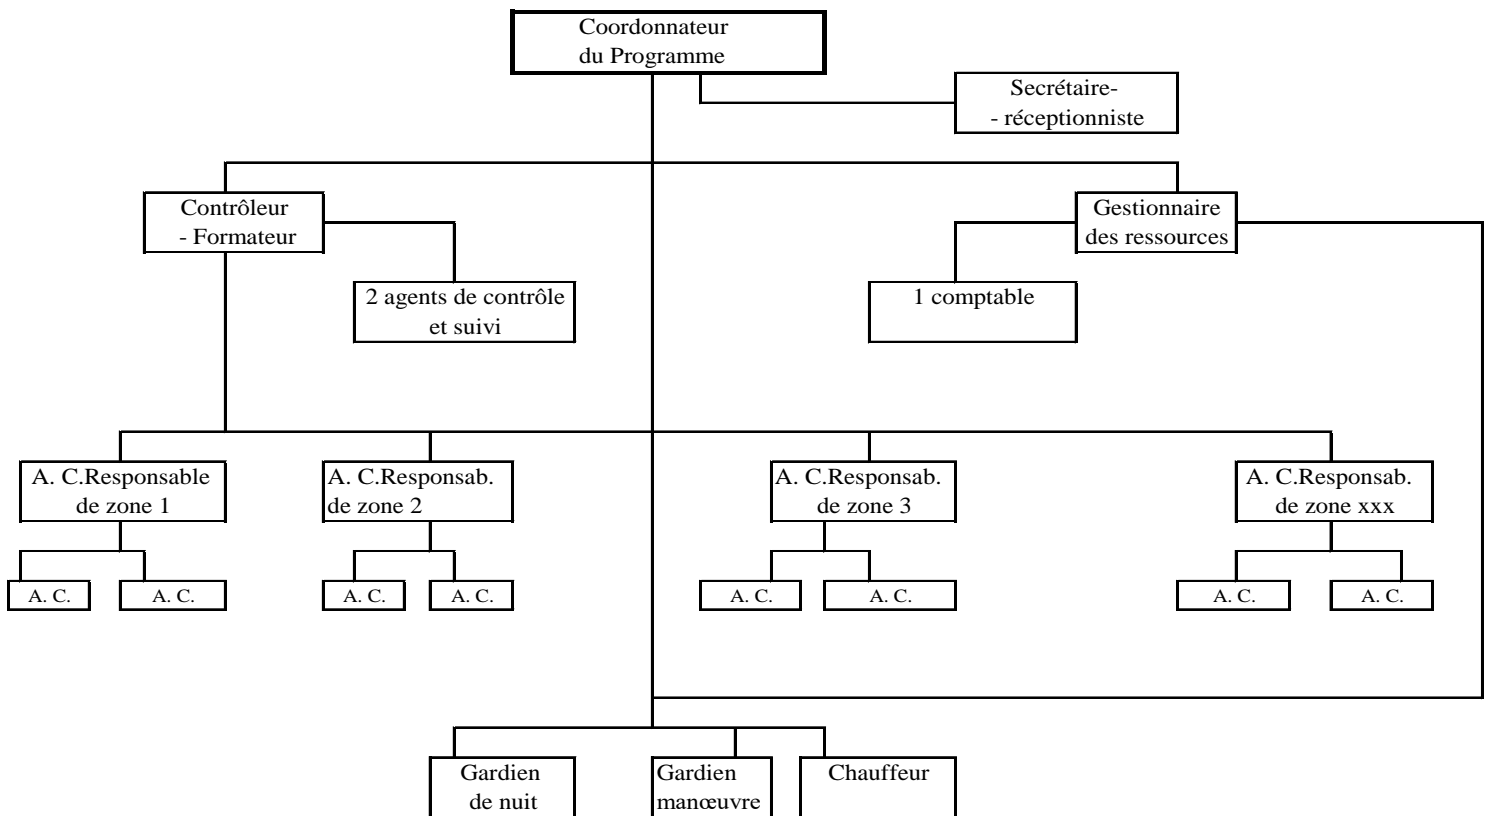 Coordonnateur
du Programme
Secrétaire-
- réceptionniste
Contrôleur
- Formateur
Gestionnaire
des ressources
2 agents de contrôle
et suivi
1 comptable
A. C.Responsable
de zone 1
A. C.Responsab.
de zone 2
A. C.Responsab.
de zone 3
A. C.Responsab.
de zone xxx
A. C.
A. C.
A. C.
A. C.
A. C.
A. C.
A. C.
A. C.
Gardien
de nuit
Gardien
manœuvre
Chauffeur